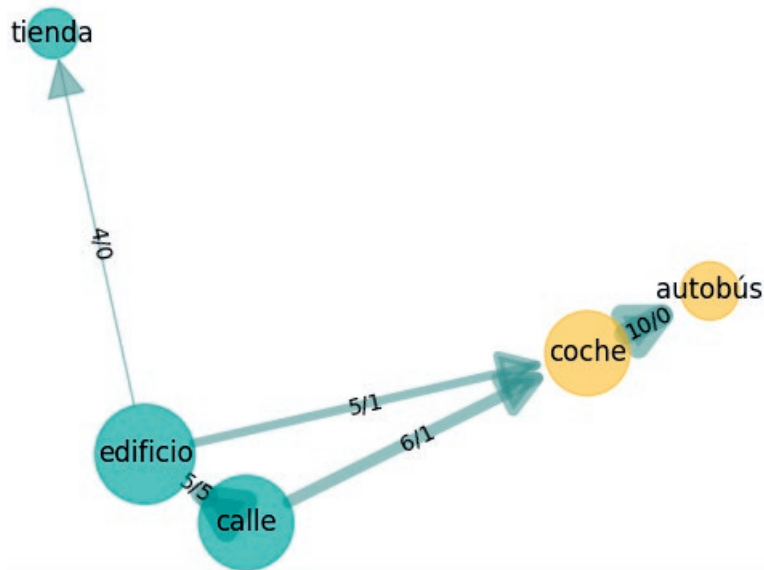 tienda
4/0
autobús
10/0
coche
5/1
6/1
edificio
5/5
calle